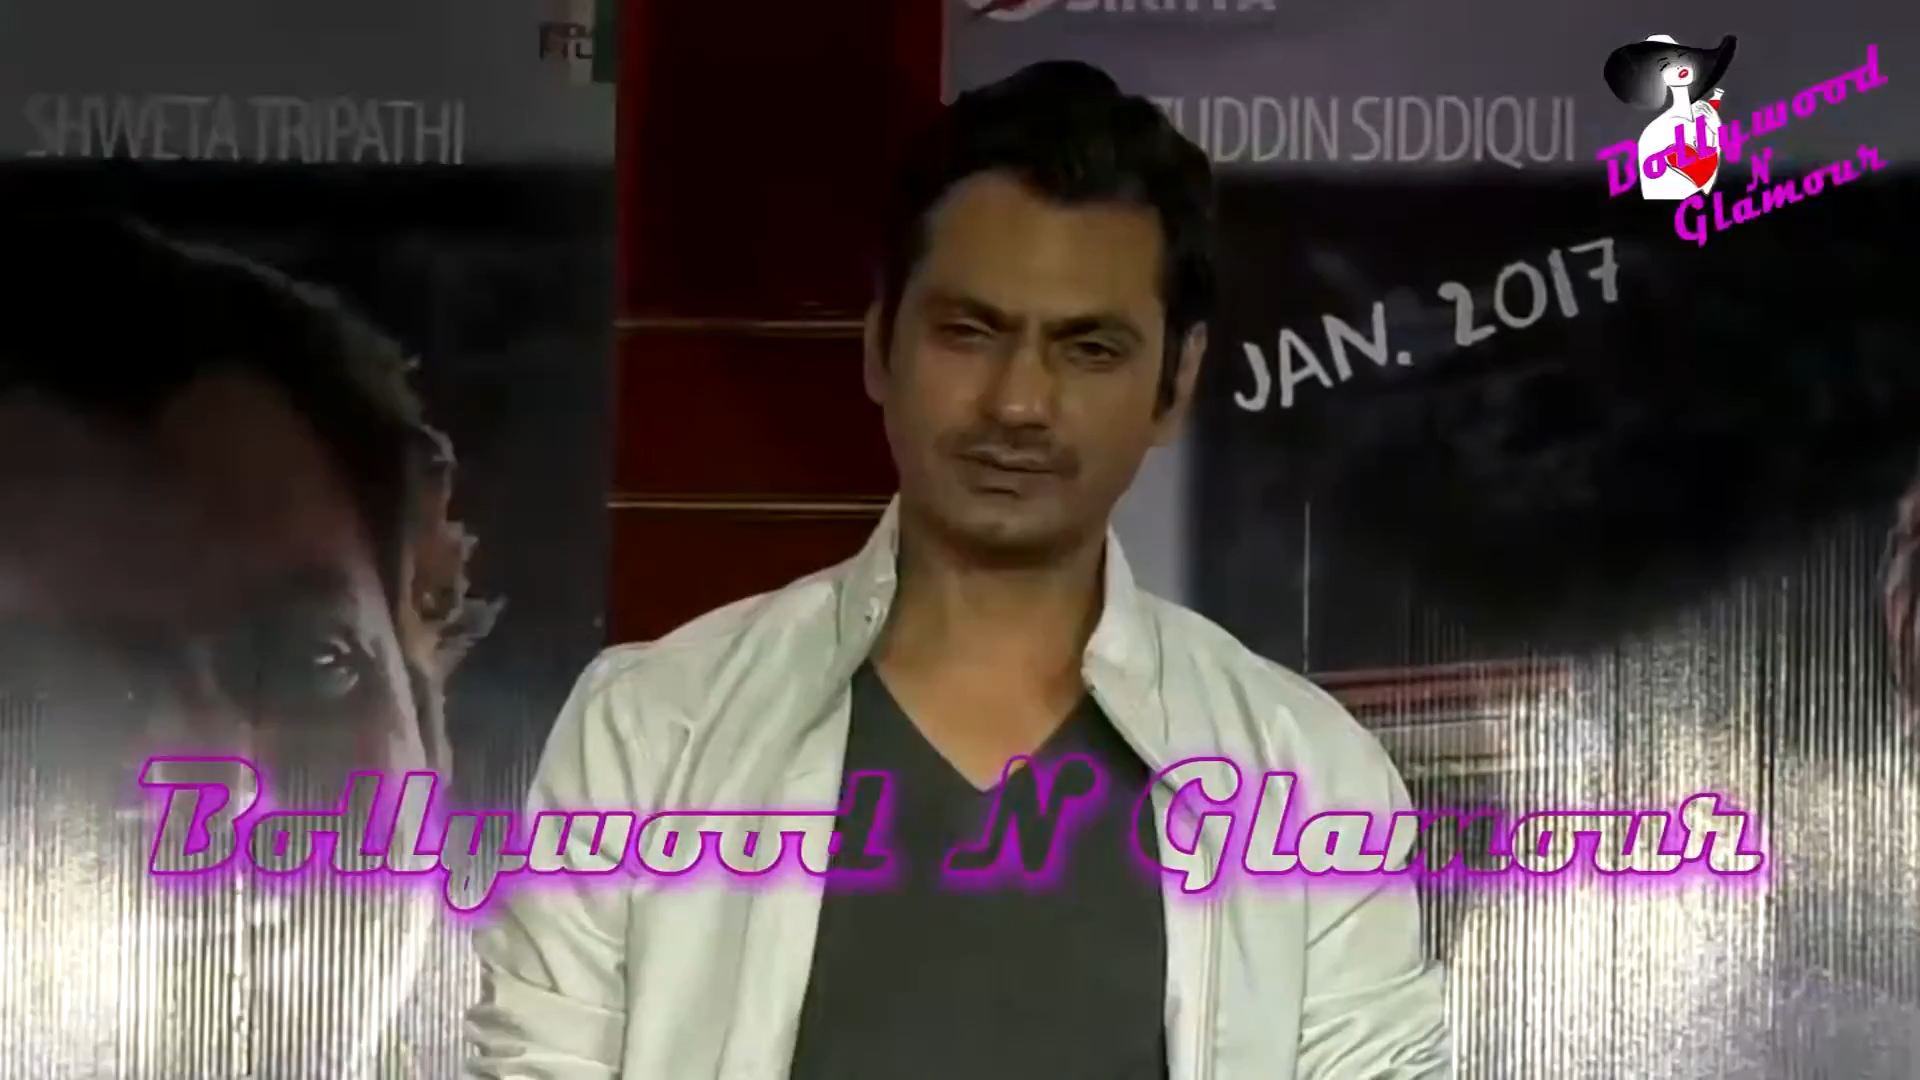 SHWETA TRIPATHI
UDDIN SIDDIQUI
Bollywood
N
Glamour
JAN. 2017
Bollywood N Glamour